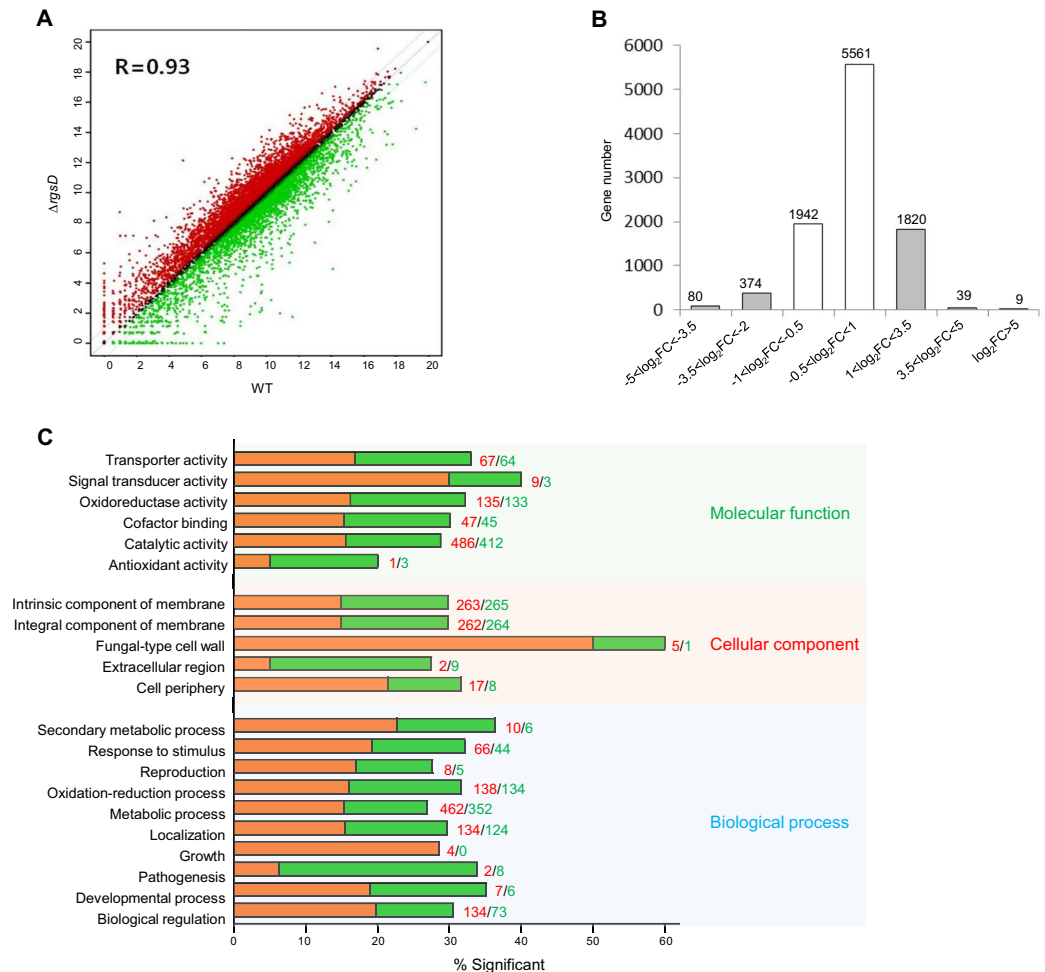 A
R=0.93
ΔrgsD
20
18
16
14
12
10
8
6
4
2
0
0 2 4 6 8 10 12 14 16 18 20
WT
B
Gene number
6000
5000
4000
3000
2000
1000
0
80
374
1942
5561
1820
39
9
-5<log₂FC<-3.5
-3.5<log₂FC<-2
-1<log₂FC<-0.5
-0.5<log₂FC<1
1<log₂FC<3.5
3.5<log₂FC<5
log₂FC>5
C
Transporter activity 67/64
Signal transducer activity 9/3
Oxidoreductase activity 135/133
Cofactor binding 47/45
Catalytic activity 486/412
Antioxidant activity 1/3
Molecular function
Intrinsic component of membrane 263/265
Integral component of membrane 262/264
Fungal-type cell wall 5/1
Extracellular region 2/9
Cell periphery 17/8
Cellular component
Secondary metabolic process 10/6
Response to stimulus 66/44
Reproduction 8/5
Oxidation-reduction process 138/134
Metabolic process 462/352
Localization 134/124
Growth 4/0
Pathogenesis 2/8
Developmental process 7/6
Biological regulation 134/73
Biological process
0 10 20 30 40 50 60
% Significant